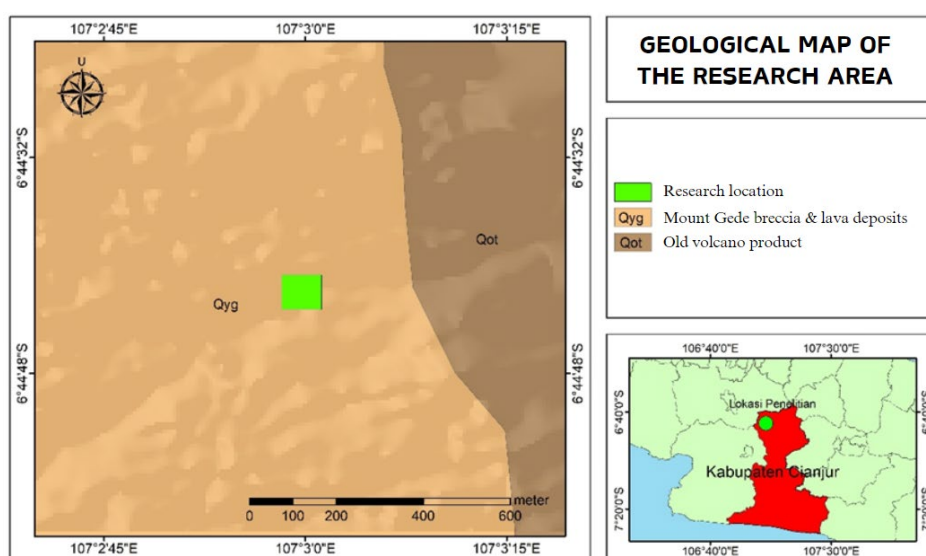 107°2'45"E 107°3'0"E 107°3'15"E
U
6°44'32"S 6°44'32"S
Qot
Qyg
6°44'48"S 6°44'48"S
meter
0 100 200 400 600
107°2'45"E 107°3'0"E 107°3'15"E
GEOLOGICAL MAP OF
THE RESEARCH AREA
Research location
Qyg Mount Gede breccia & lava deposits
Qot Old volcano product
106°40'0"E 107°30'0"E
Lokasi Penelitian
6°40'0"S
Kabupaten Cianjur
7°20'0"S
106°40'0"E 107°30'0"E